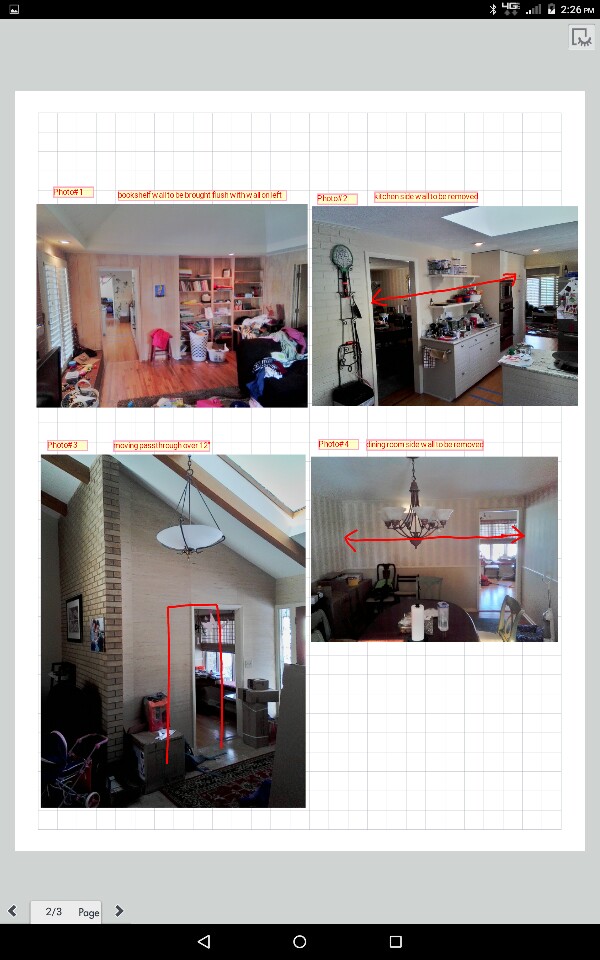 4G
2:26 PM
Photo#1
bookshelf wall to be brought flush with wall on left
Photo#2
kitchen side wall to be removed
Photo#3
moving passthrough over 12"
Photo#4
dining room side wall to be removed
2/3 Page